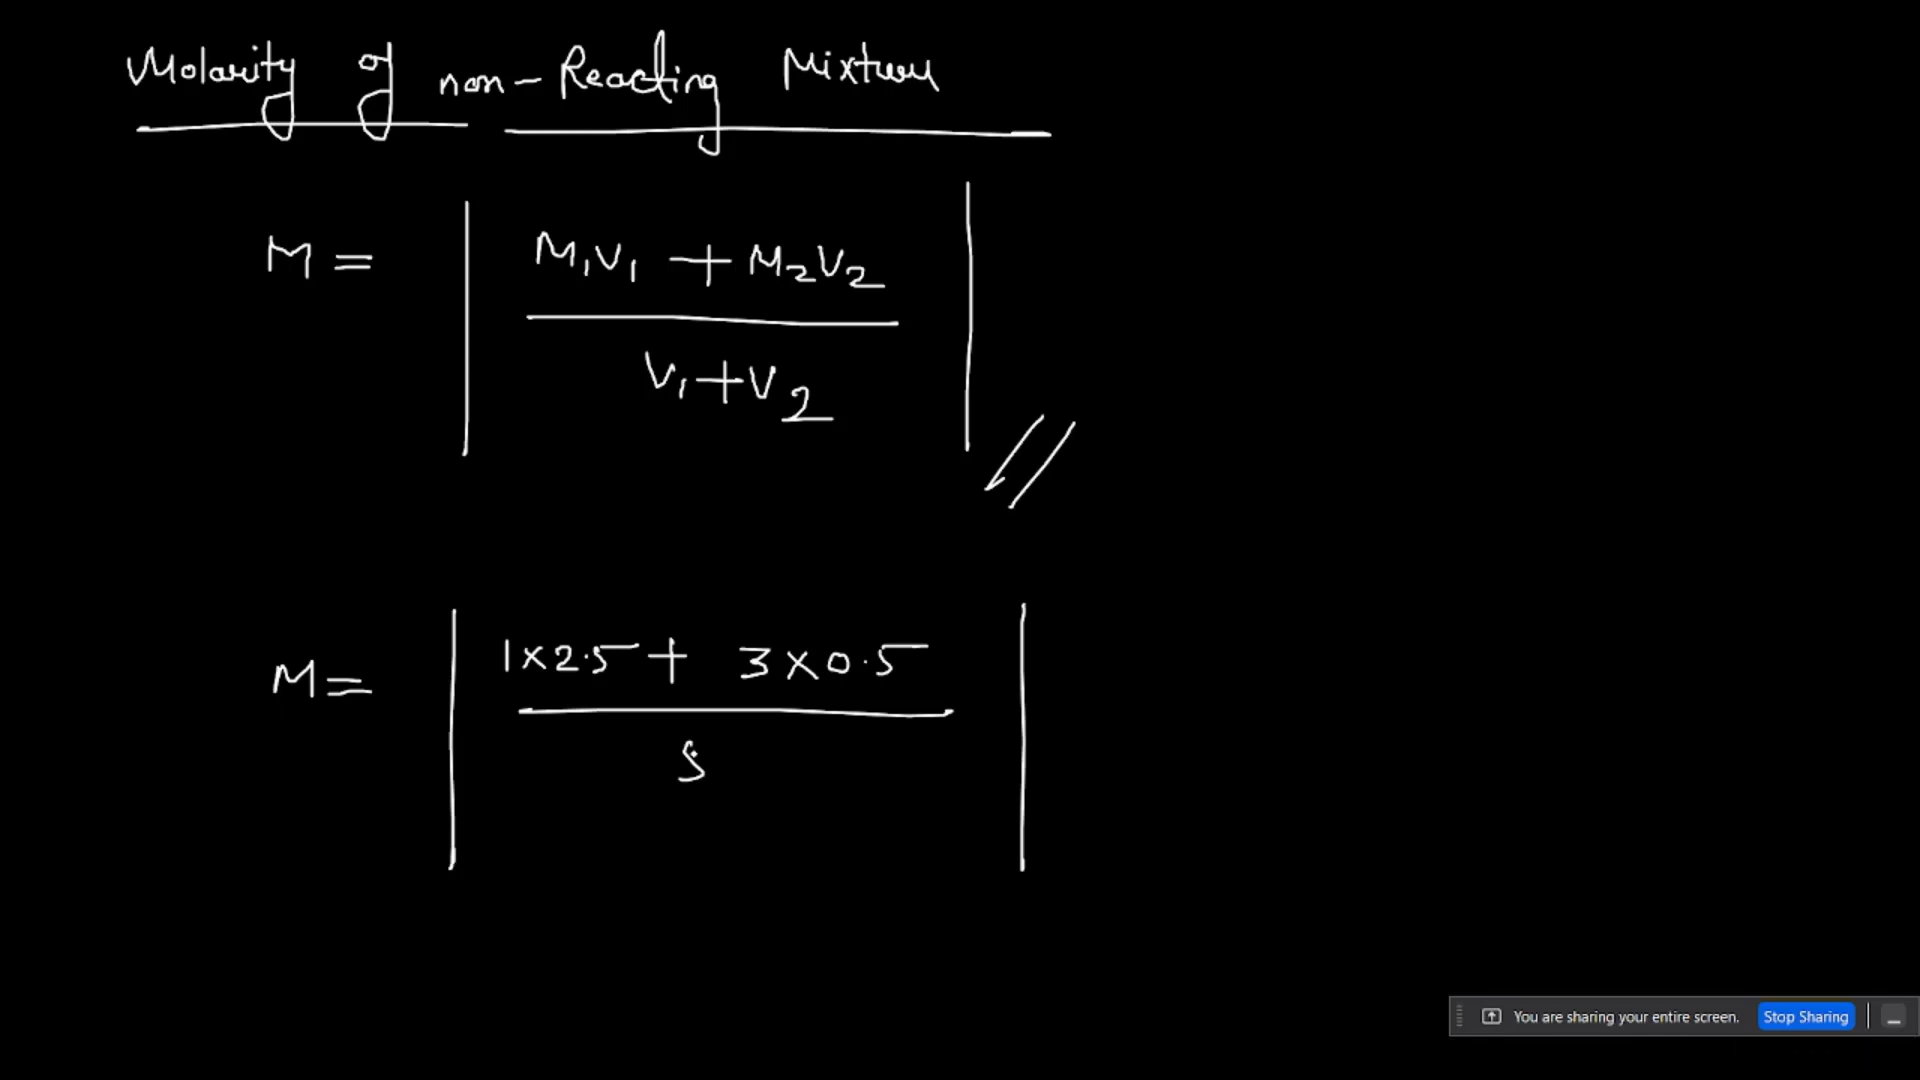 Molarity of non-Reacting Mixture
M = M₁V₁ + M₂V₂
V₁+V₂
M= 1×2.5+ 3×0.5
You are sharing your entire screen. Stop Sharing